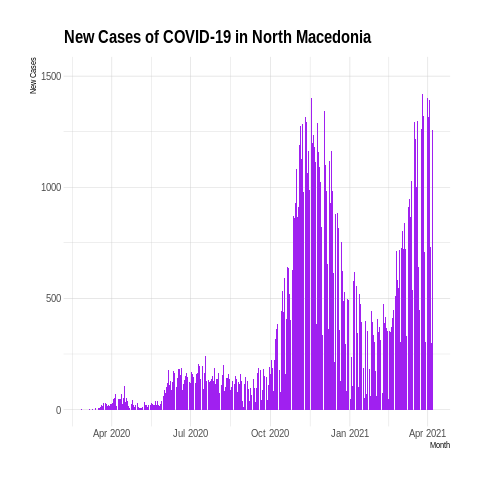 New Cases of COVID-19 in North Macedonia
New Cases
1500
1000
500
0
Apr 2020 Jul 2020 Oct 2020 Jan 2021 Apr 2021
Month